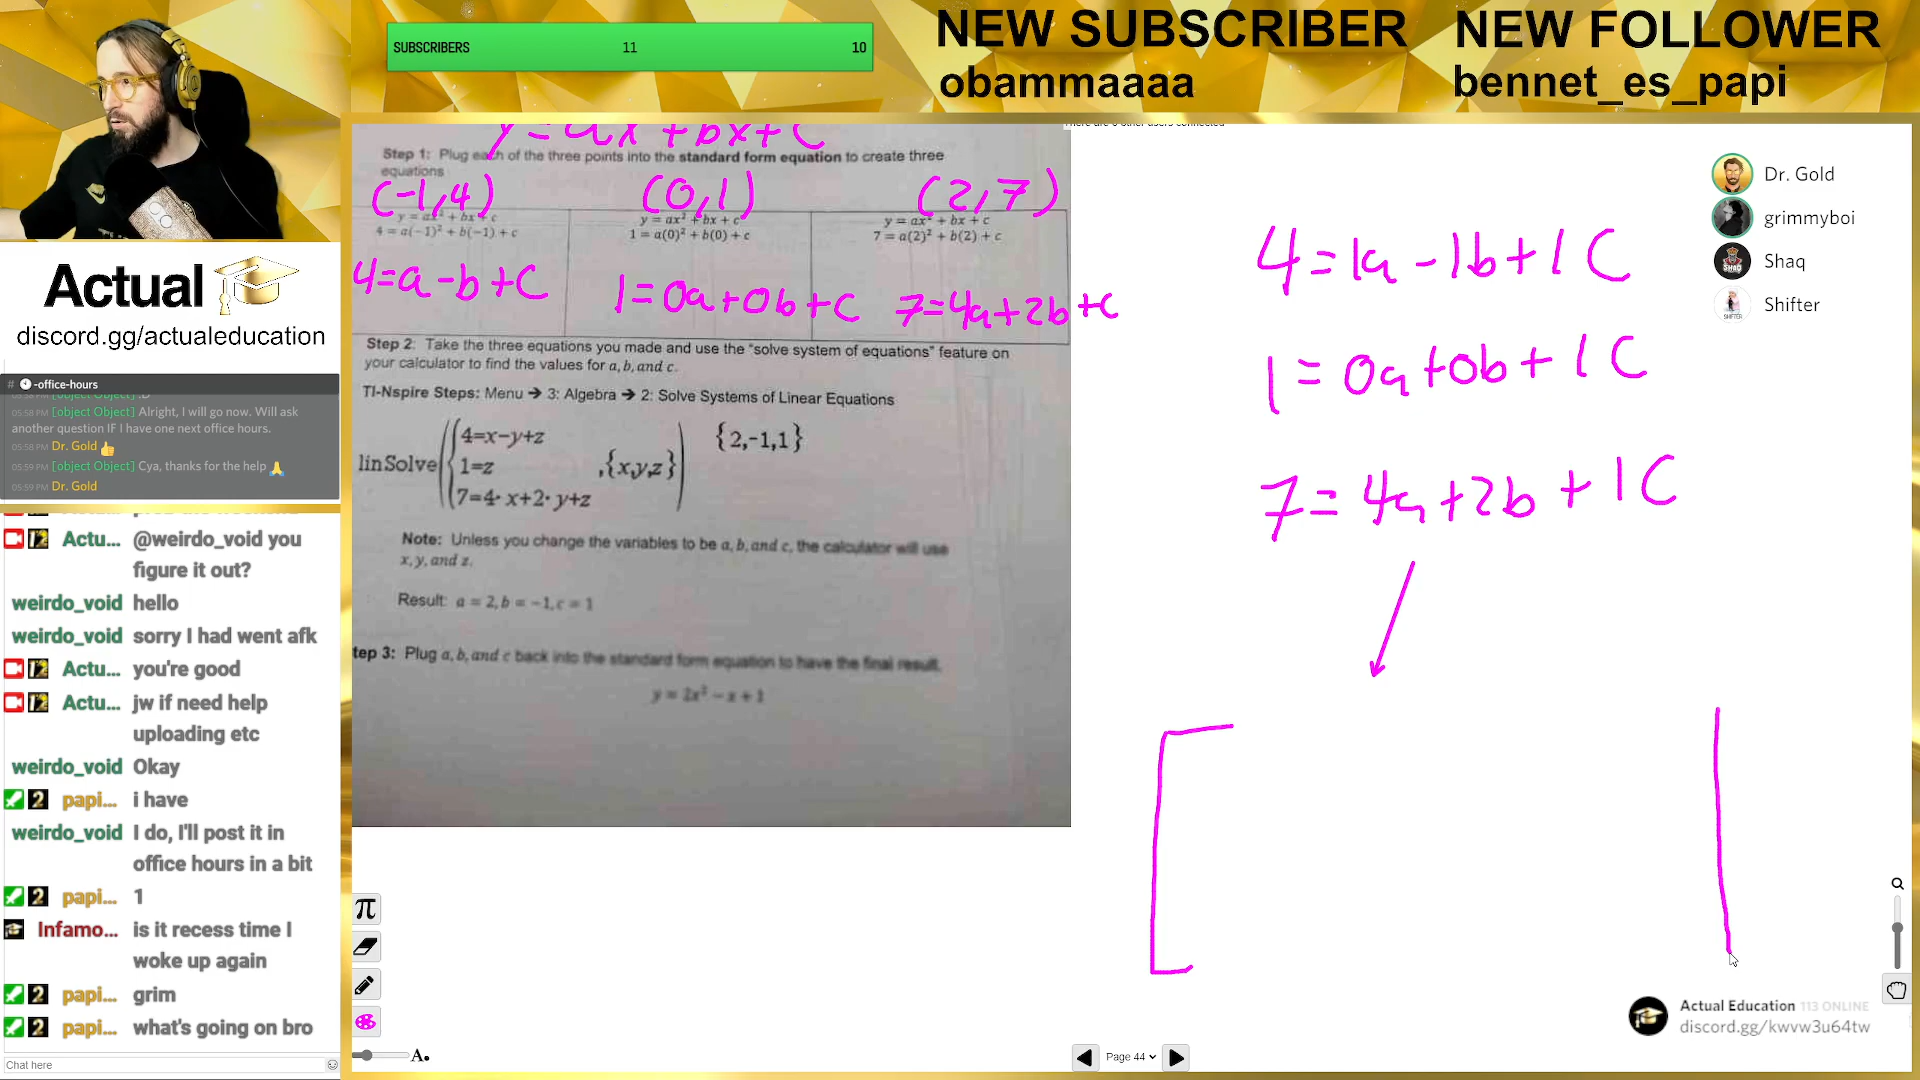 SUBSCRIBERS 11 10
NEW SUBSCRIBER
obammaaaa
NEW FOLLOWER
bennet_es_papi
Actual
discord.gg/actualeducation
# -office-hours
[object Object] Alright, I will go now. Will ask
another question IF I have one next office hours.
05:58 PM Dr. Gold
05:59 PM [object Object] Cya, thanks for the help
05:59 PM Dr. Gold
Actu... @weirdo_void you
figure it out?
weirdo_void hello
weirdo_void sorry I had went afk
Actu... you're good
Actu... jw if need help
uploading etc
weirdo_void Okay
papi... i have
weirdo_void I do, I'll post it in
office hours in a bit
papi... 1
Infamo... is it recess time I
woke up again
papi... grim
papi... what's going on bro
Chat here
Step 1: Plug each of the three points into the standard form equation to create three
equations
(-1,4) (0,1) (2,7)
y = ax² + bx + c
4 = a(−1)² + b(−1) + c
4=a-b+C
y = ax² + bx + c
1 = a(0)² + b(0) + c
1=0a+0b+C
y = ax² + bx + c
7 = a(2)² + b(2) + c
7=4a+2b+C
Step 2: Take the three equations you made and use the "solve system of equations" feature on
your calculator to find the values for a, b, and c.
TI-Nspire Steps: Menu ➔ 3: Algebra ➔ 2: Solve Systems of Linear Equations
linSolve({4=x−y+z
1=z
7=4·x+2·y+z ,{x,y,z}) {2,-1,1}
Note: Unless you change the variables to be a, b, and c, the calculator will use
x, y, and z.
Result: a = 2, b = −1, c = 1
tep 3: Plug a, b, and c back into the standard form equation to have the final result.
y = 2x² − x + 1
4=1a-1b+1C
1=0a+0b+1C
7=4a+2b+1C
Dr. Gold
grimmyboi
Shaq
Shifter
A.
Page 44
Actual Education 113 ONLINE
discord.gg/kwvw3u64tw